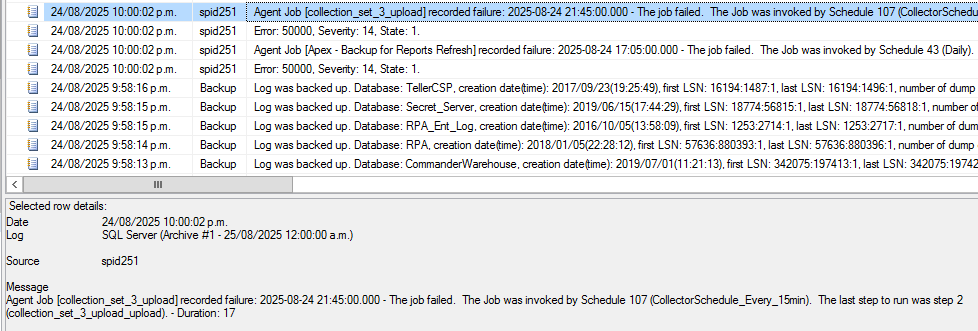 24/08/2025 10:00:02 p.m. spid251 Agent Job [collection_set_3_upload] recorded failure: 2025-08-24 21:45:00.000 - The job failed. The Job was invoked by Schedule 107 (CollectorSchedu
24/08/2025 10:00:02 p.m. spid251 Error: 50000, Severity: 14, State: 1.
24/08/2025 10:00:02 p.m. spid251 Agent Job [Apex - Backup for Reports Refresh] recorded failure: 2025-08-24 17:05:00.000 - The job failed. The Job was invoked by Schedule 43 (Daily).
24/08/2025 10:00:02 p.m. spid251 Error: 50000, Severity: 14, State: 1.
24/08/2025 9:58:16 p.m. Backup Log was backed up. Database: TellerCSP, creation date(time): 2017/09/23(19:25:49), first LSN: 16194:1487:1, last LSN: 16194:1496:1, number of dump
24/08/2025 9:58:15 p.m. Backup Log was backed up. Database: Secret_Server, creation date(time): 2019/06/15(17:44:29), first LSN: 18774:56815:1, last LSN: 18774:56818:1, number of
24/08/2025 9:58:15 p.m. Backup Log was backed up. Database: RPA_Ent_Log, creation date(time): 2016/10/05(13:58:09), first LSN: 1253:2714:1, last LSN: 1253:2717:1, number of dump
24/08/2025 9:58:14 p.m. Backup Log was backed up. Database: RPA, creation date(time): 2018/01/05(22:28:12), first LSN: 57636:880393:1, last LSN: 57636:880396:1, number of dump
24/08/2025 9:58:13 p.m. Backup Log was backed up. Database: CommanderWarehouse, creation date(time): 2019/07/01(11:21:13), first LSN: 342075:197413:1, last LSN: 342075:19742
Selected row details:
Date 24/08/2025 10:00:02 p.m.
Log SQL Server (Archive #1 - 25/08/2025 12:00:00 a.m.)
Source spid251
Message
Agent Job [collection_set_3_upload] recorded failure: 2025-08-24 21:45:00.000 - The job failed. The Job was invoked by Schedule 107 (CollectorSchedule_Every_15min). The last step to run was step 2
(collection_set_3_upload_upload). - Duration: 17